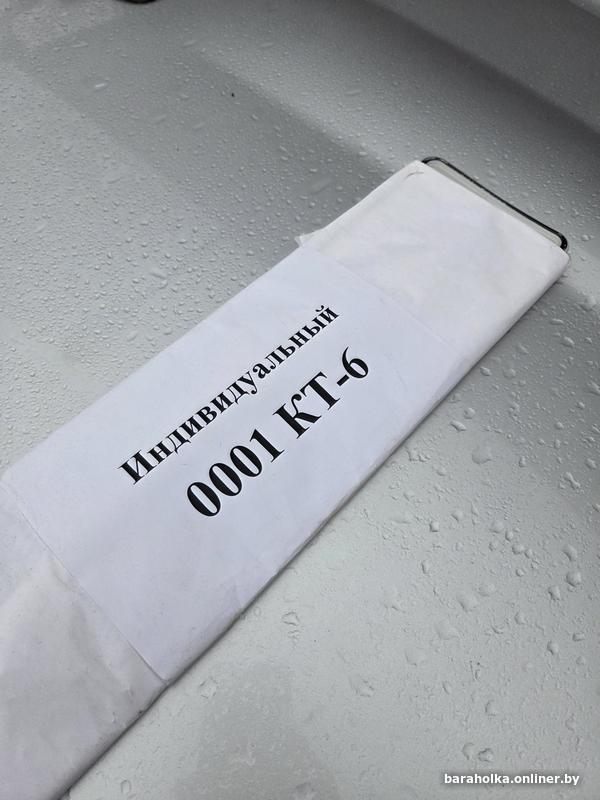 Индивидуальный
0001 КТ-6
baraholka.onliner.by